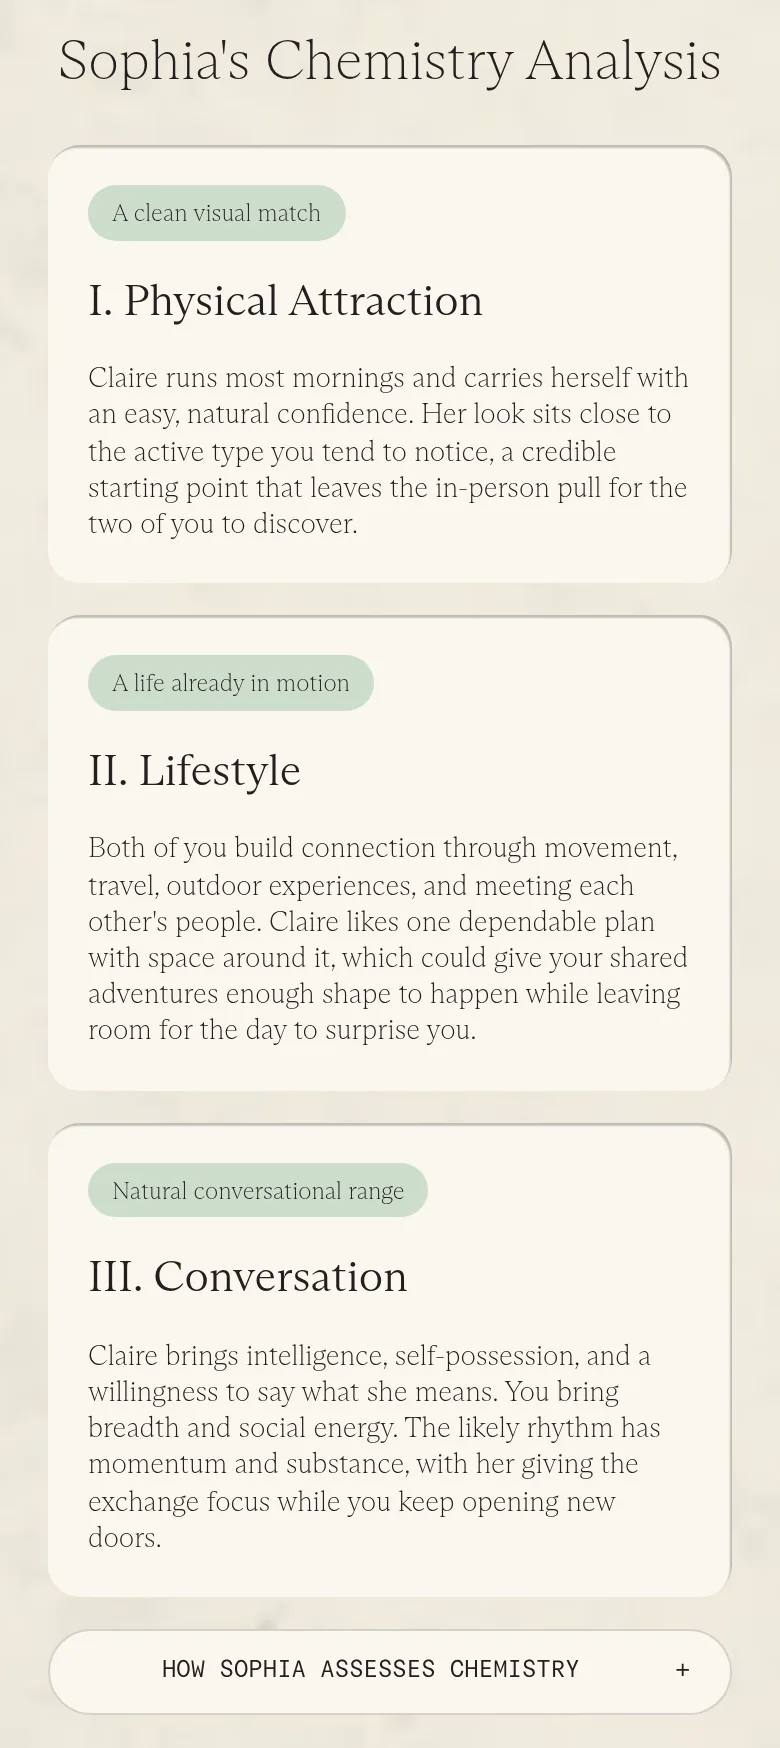 Sophia's Chemistry Analysis
A clean visual match
I. Physical Attraction
Claire runs most mornings and carries herself with
an easy, natural confidence. Her look sits close to
the active type you tend to notice, a credible
starting point that leaves the in-person pull for the
two of you to discover.
A life already in motion
II. Lifestyle
Both of you build connection through movement,
travel, outdoor experiences, and meeting each
other's people. Claire likes one dependable plan
with space around it, which could give your shared
adventures enough shape to happen while leaving
room for the day to surprise you.
Natural conversational range
III. Conversation
Claire brings intelligence, self-possession, and a
willingness to say what she means. You bring
breadth and social energy. The likely rhythm has
momentum and substance, with her giving the
exchange focus while you keep opening new
doors.
HOW SOPHIA ASSESSES CHEMISTRY +